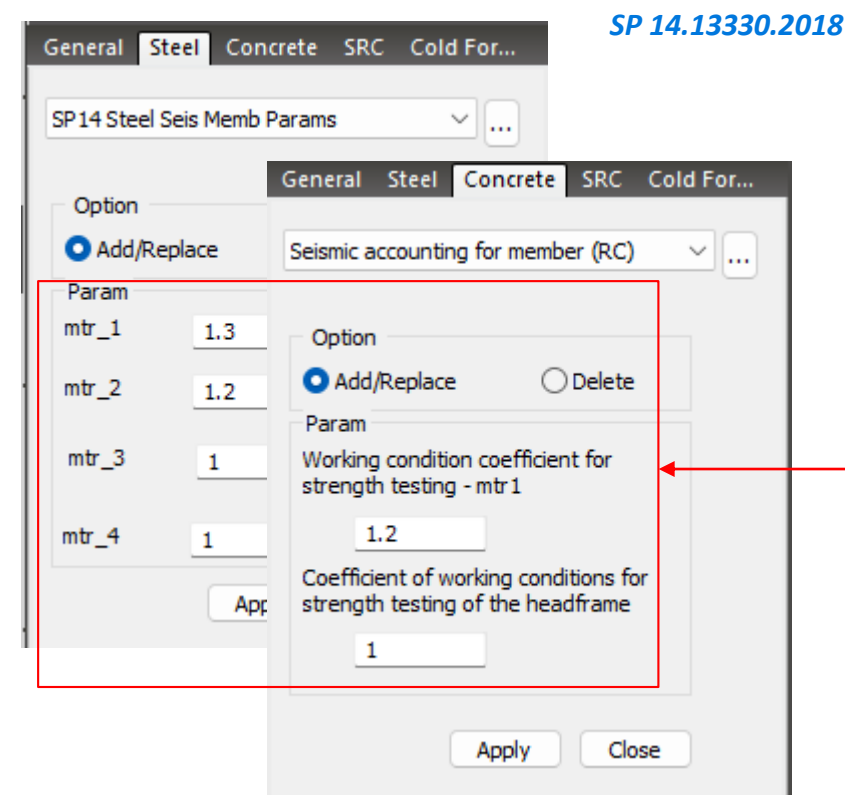 SP 14.13330.2018
General Steel Concrete SRC Cold For...
SP14 Steel Seis Memb Params
...
Option
Add/Replace
Param
mtr_1 1.3
mtr_2 1.2
mtr_3 1
mtr_4 1
General Steel Concrete SRC Cold For...
Seismic accounting for member (RC)
...
Option
Add/Replace Delete
Param
Working condition coefficient for
strength testing - mtr1
1.2
Coefficient of working conditions for
strength testing of the headframe
1
Apply Close